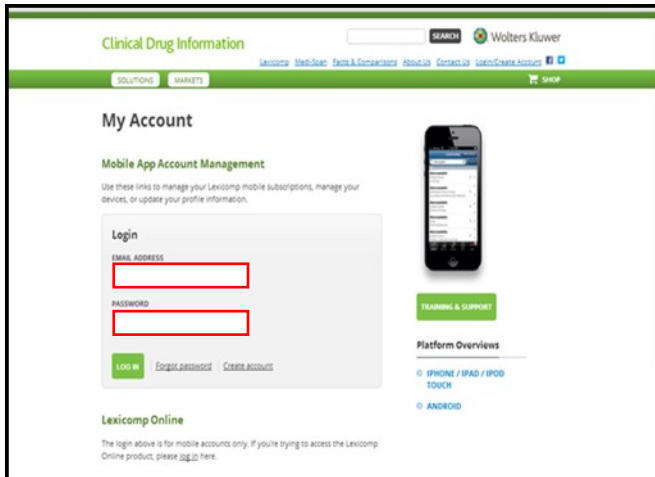 Clinical Drug Information
SEARCH
Wolters Kluwer
Lexicomp Medi-Span Facts & Comparisons About Us Contact Us Login/Create Account
SOLUTIONS MARKETS
SHOP
My Account
Mobile App Account Management
Use these links to manage your Lexicomp mobile subscriptions, manage your
devices, or update your profile information.
Login
EMAIL ADDRESS
PASSWORD
LOG IN Forgot password Create account
Lexicomp Online
The login above is for mobile accounts only. If you're trying to access the Lexicomp
Online product, please log in here.
TRAINING & SUPPORT
Platform Overviews
IPHONE / IPAD / IPOD
TOUCH
ANDROID